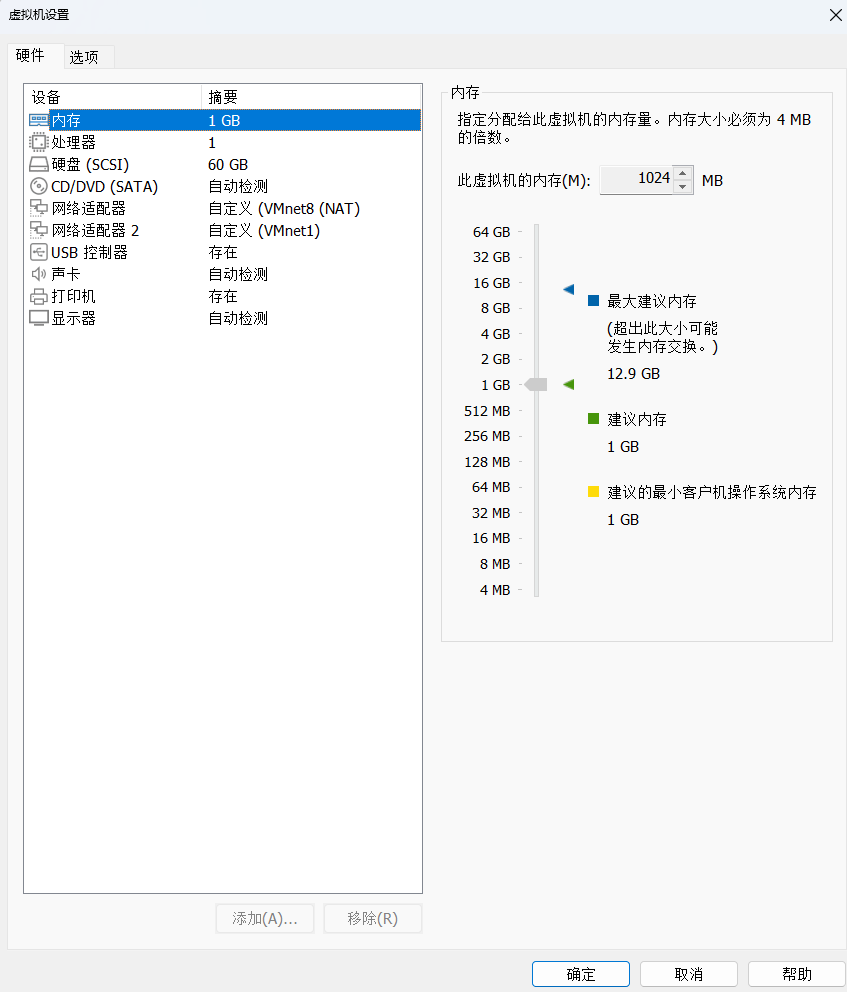 虚拟机设置
硬件 选项
设备 摘要
内存 1 GB
处理器 1
硬盘 (SCSI) 60 GB
CD/DVD (SATA) 自动检测
网络适配器 自定义 (VMnet8 (NAT)
网络适配器 2 自定义 (VMnet1)
USB 控制器 存在
声卡 自动检测
打印机 存在
显示器 自动检测
添加(A)... 移除(R)
内存
指定分配给此虚拟机的内存量。内存大小必须为 4 MB
的倍数。
此虚拟机的内存(M): 1024 MB
64 GB
32 GB
16 GB
8 GB
4 GB
2 GB
1 GB
512 MB
256 MB
128 MB
64 MB
32 MB
16 MB
8 MB
4 MB
最大建议内存
(超出此大小可能
发生内存交换。)
12.9 GB
建议内存
1 GB
建议的最小客户机操作系统内存
1 GB
确定 取消 帮助